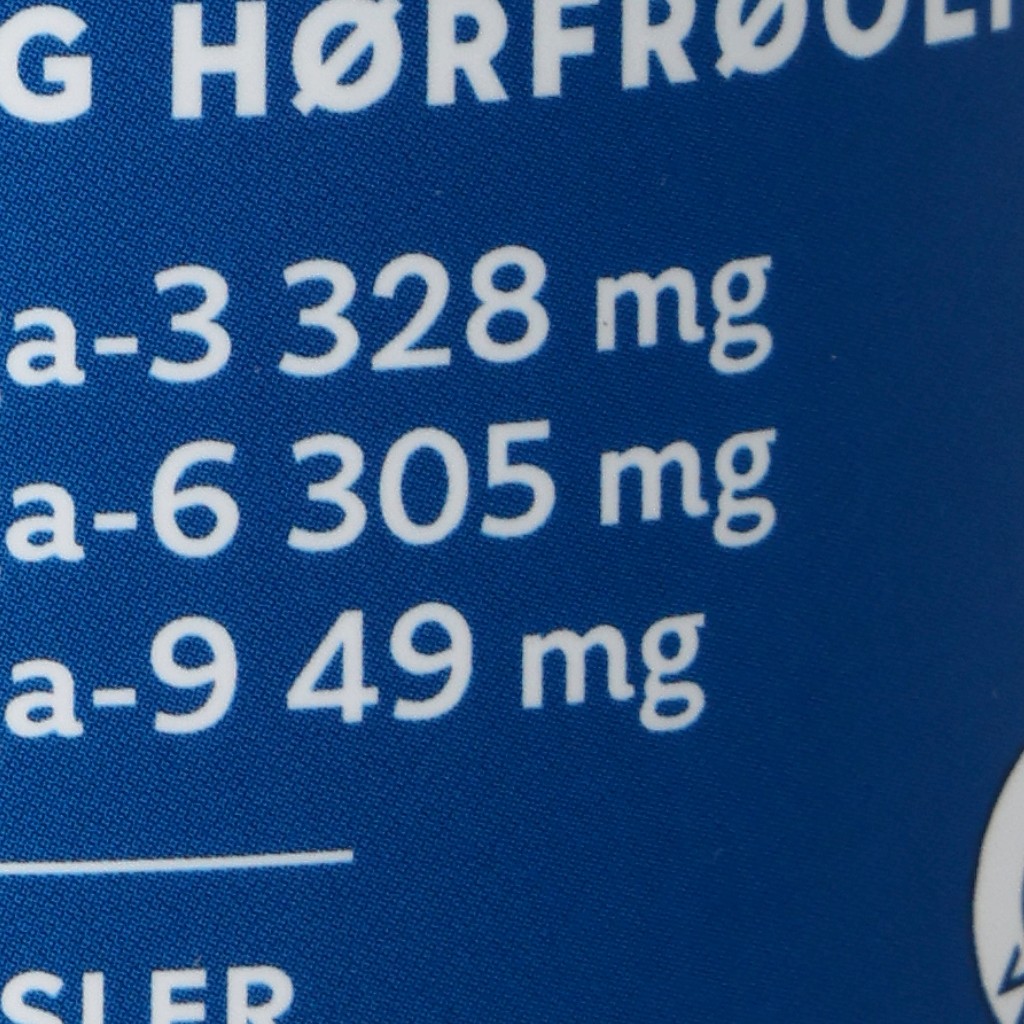 G HØRFRØOL
a-3 328 mg
a-6 305 mg
a-9 49 mg
SLER